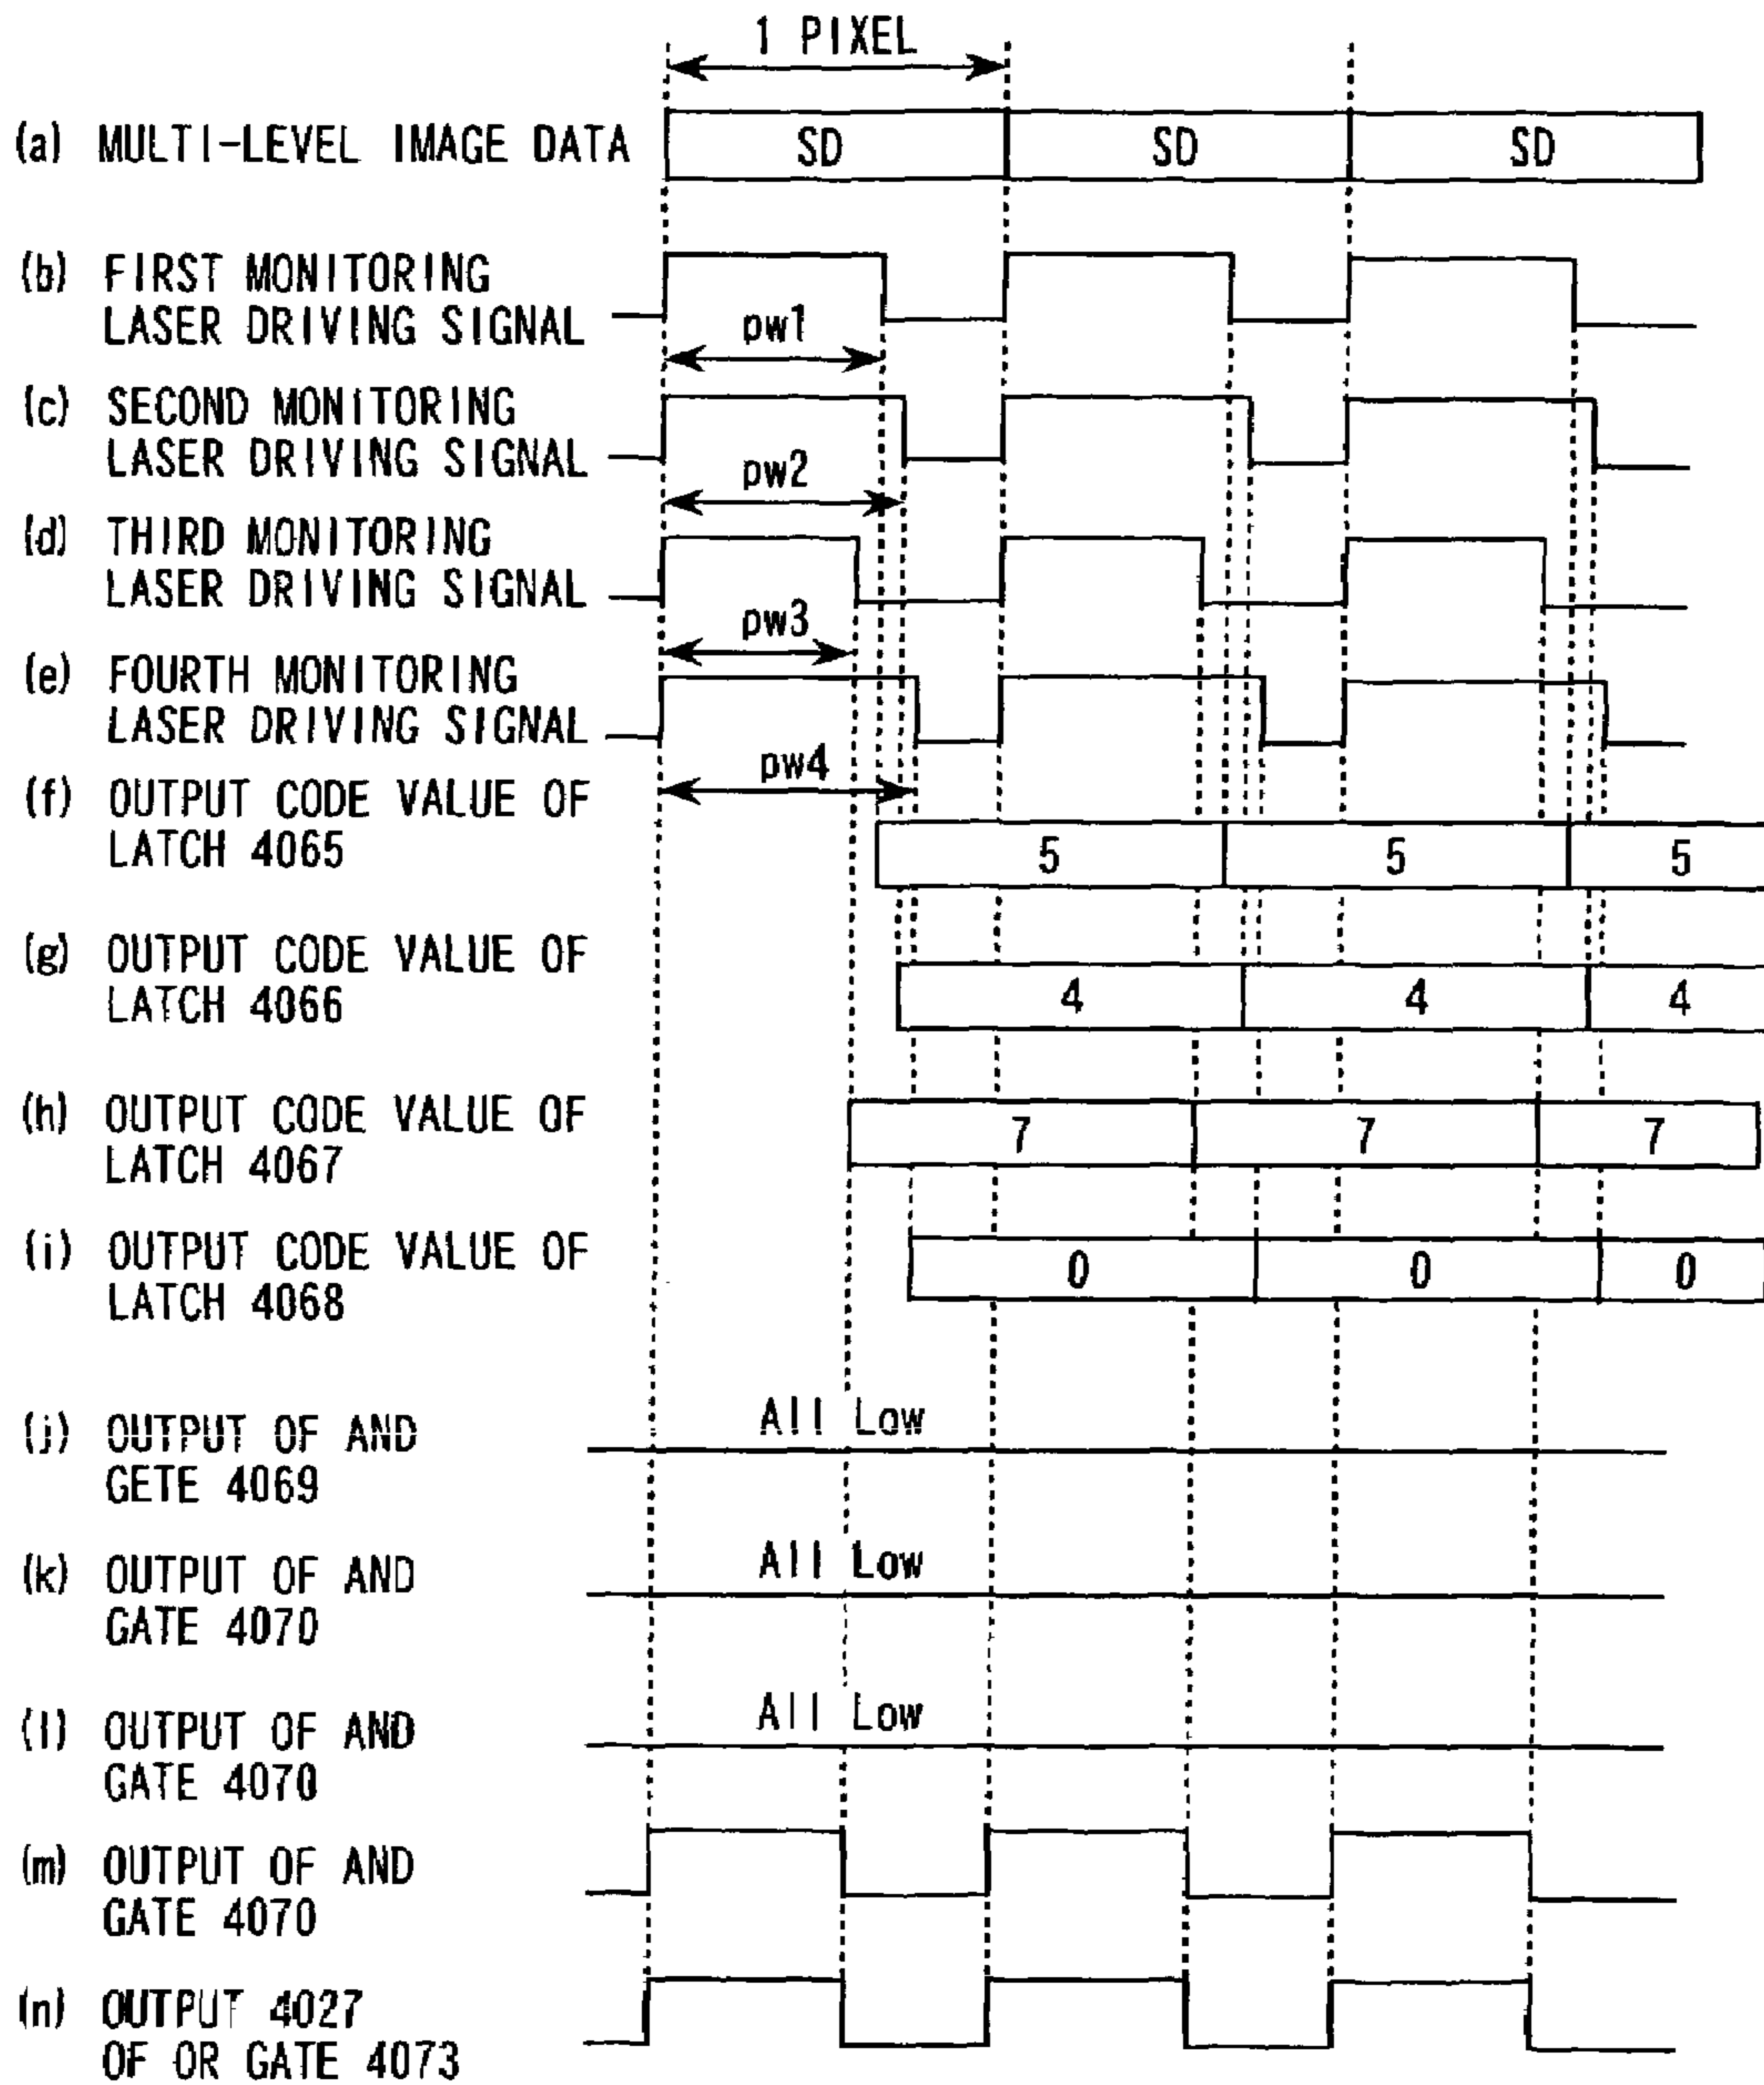 1 PIXEL
(a) MULTI-LEVEL IMAGE DATA
SD SD SD
(b) FIRST MONITORING
LASER DRIVING SIGNAL
pw1
(c) SECOND MONITORING
LASER DRIVING SIGNAL
pw2
(d) THIRD MONITORING
LASER DRIVING SIGNAL
pw3
(e) FOURTH MONITORING
LASER DRIVING SIGNAL
pw4
(f) OUTPUT CODE VALUE OF
LATCH 4065
5 5 5
(g) OUTPUT CODE VALUE OF
LATCH 4066
4 4 4
(h) OUTPUT CODE VALUE OF
LATCH 4067
7 7 7
(i) OUTPUT CODE VALUE OF
LATCH 4068
0 0 0
(j) OUTPUT OF AND
GETE 4069
All Low
(k) OUTPUT OF AND
GATE 4070
All Low
(l) OUTPUT OF AND
GATE 4070
All Low
(m) OUTPUT OF AND
GATE 4070
(n) OUTPUT 4027
OF OR GATE 4073